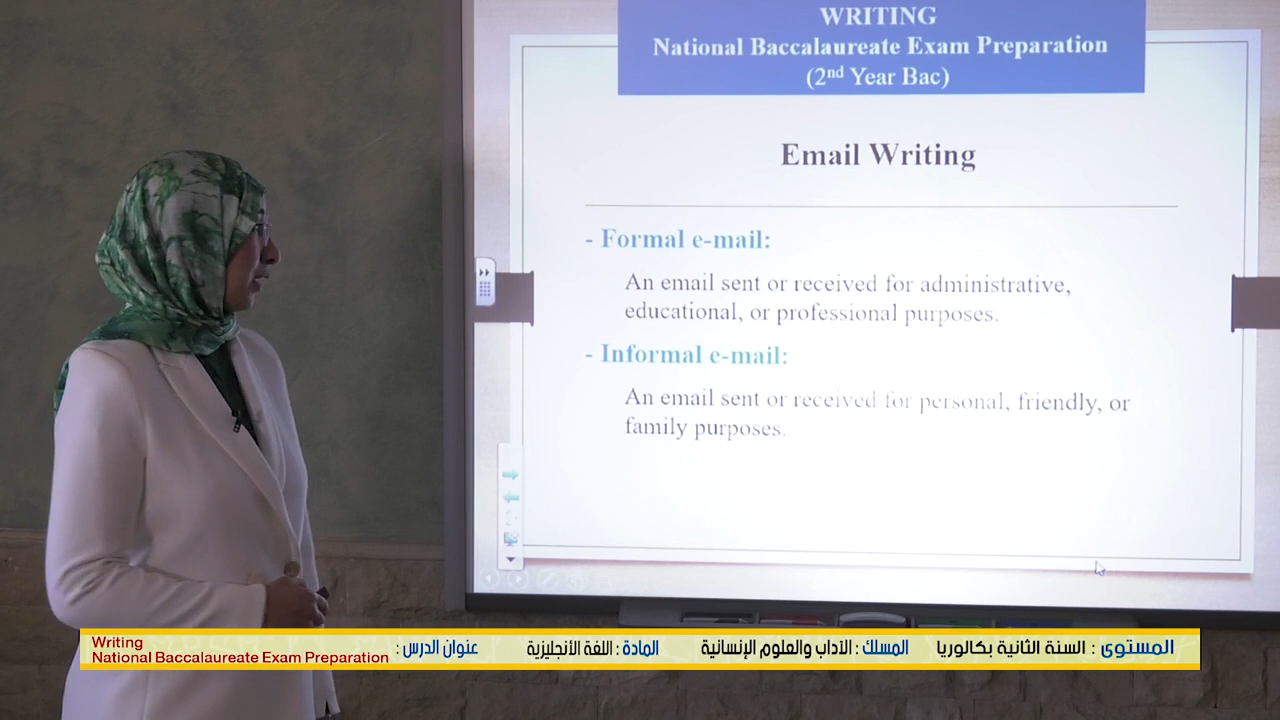 WRITING
National Baccalaureate Exam Preparation
(2nd Year Bac)
Email Writing
- Formal e-mail:
An email sent or received for administrative,
educational, or professional purposes.
- Informal e-mail:
An email sent or received for personal, friendly, or
family purposes.
المستوى : السنة الثانية بكالوريا
المسلك : الآداب والعلوم الإنسانية
المادة : اللغة الأنجليزية
عنوان الدرس :
Writing
National Baccalaureate Exam Preparation